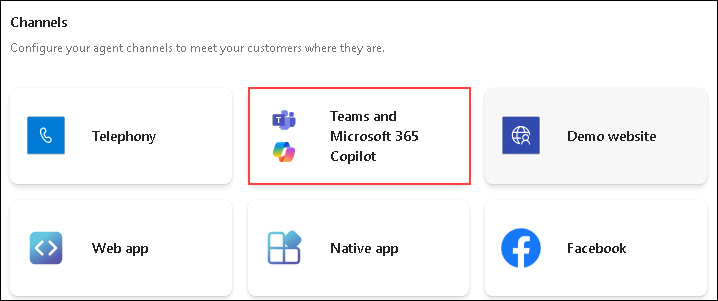 Channels
Configure your agent channels to meet your customers where they are.
Telephony
Teams and
Microsoft 365
Copilot
Demo website
Web app
Native app
Facebook